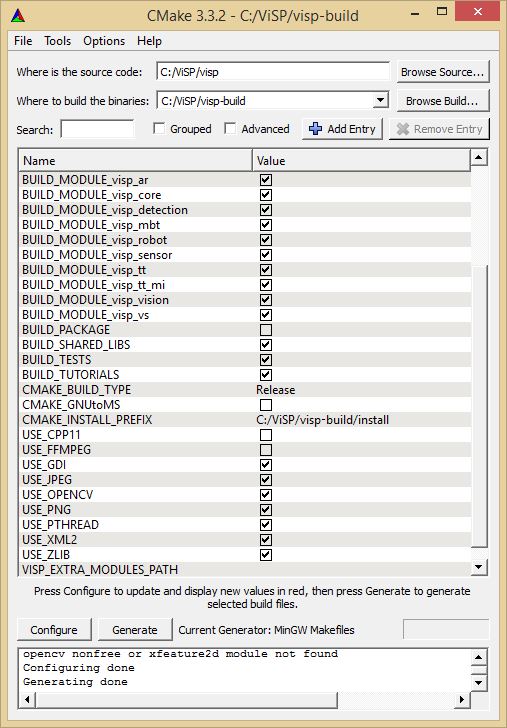 CMake 3.3.2 - C:/ViSP/visp-build
File Tools Options Help
Where is the source code: C:/ViSP/visp Browse Source...
Where to build the binaries: C:/ViSP/visp-build Browse Build...
Search: Grouped Advanced Add Entry Remove Entry
Name Value
BUILD_MODULE_visp_ar
BUILD_MODULE_visp_core
BUILD_MODULE_visp_detection
BUILD_MODULE_visp_mbt
BUILD_MODULE_visp_robot
BUILD_MODULE_visp_sensor
BUILD_MODULE_visp_tt
BUILD_MODULE_visp_tt_mi
BUILD_MODULE_visp_vision
BUILD_MODULE_visp_vs
BUILD_PACKAGE
BUILD_SHARED_LIBS
BUILD_TESTS
BUILD_TUTORIALS
CMAKE_BUILD_TYPE Release
CMAKE_GNUtoMS
CMAKE_INSTALL_PREFIX C:/ViSP/visp-build/install
USE_CPP11
USE_FFMPEG
USE_GDI
USE_JPEG
USE_OPENCV
USE_PNG
USE_PTHREAD
USE_XML2
USE_ZLIB
VISP_EXTRA_MODULES_PATH
Press Configure to update and display new values in red, then press Generate to generate
selected build files.
Configure Generate Current Generator: MinGW Makefiles
opencv nonfree or xfeature2d module not found
Configuring done
Generating done